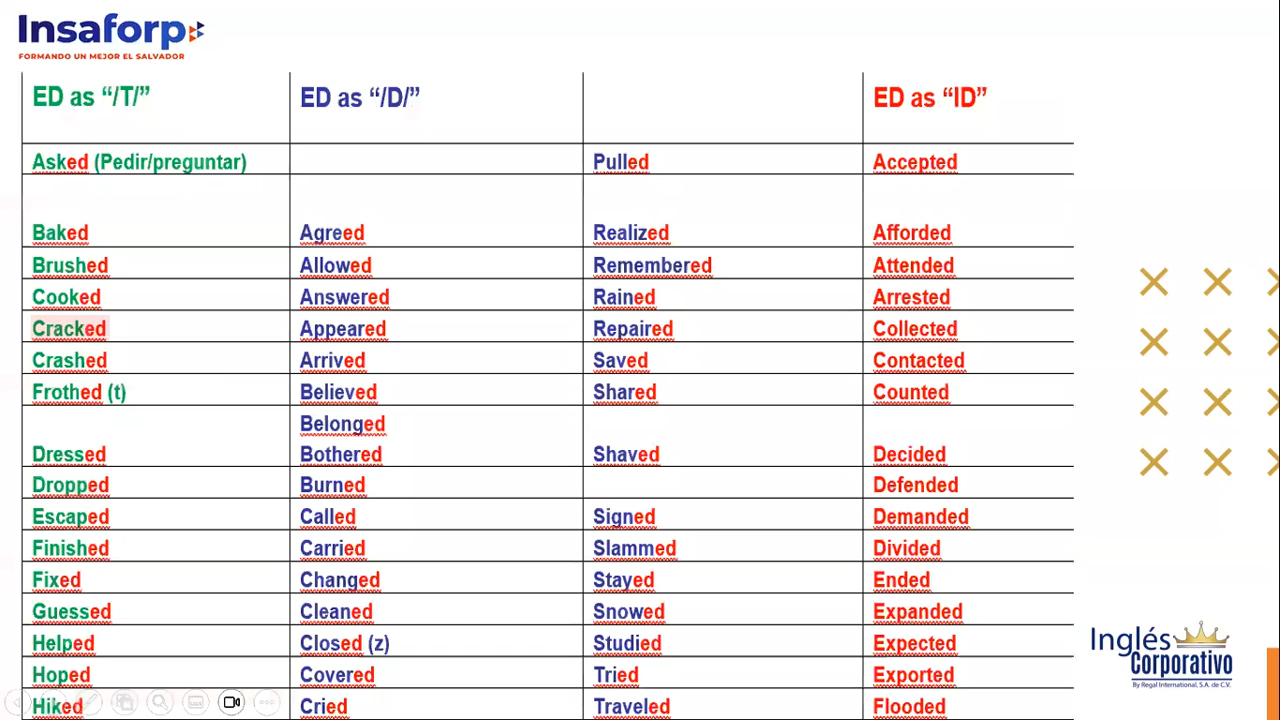 Insaforp
FORMANDO UN MEJOR EL SALVADOR
ED as “/T/” ED as “/D/” ED as “ID”
Asked (Pedir/preguntar) Pulled Accepted
Baked Agreed Realized Afforded
Brushed Allowed Remembered Attended
Cooked Answered Rained Arrested
Cracked Appeared Repaired Collected
Crashed Arrived Saved Contacted
Frothed (t) Believed Shared Counted
Belonged
Dressed Bothered Shaved Decided
Dropped Burned Defended
Escaped Called Signed Demanded
Finished Carried Slammed Divided
Fixed Changed Stayed Ended
Guessed Cleaned Snowed Expanded
Helped Closed (z) Studied Expected
Hoped Covered Tried Exported
Hiked Cried Traveled Flooded
Inglés
Corporativo
By Regal International, S.A. de C.V.